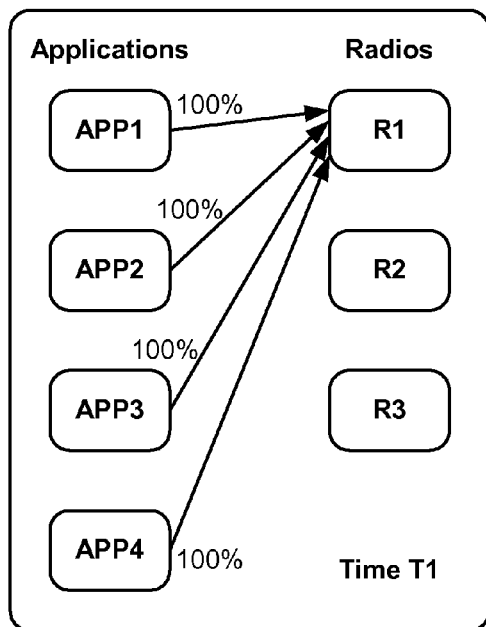 Applications Radios
100%
APP1 R1
100%
APP2 R2
100%
APP3 R3
APP4
100%
Time T1